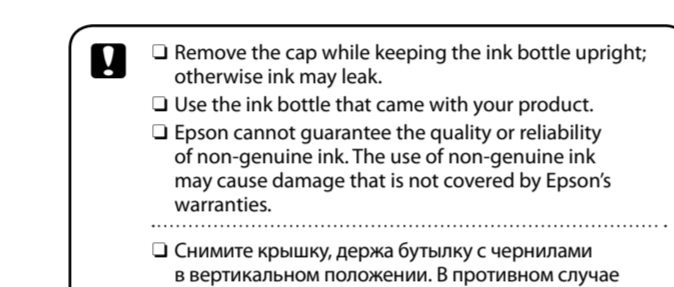 ❏ Remove the cap while keeping the ink bottle upright;
otherwise ink may leak.
❏ Use the ink bottle that came with your product.
❏ Epson cannot guarantee the quality or reliability
of non-genuine ink. The use of non-genuine ink
may cause damage that is not covered by Epson’s
warranties.
❏ Снимите крышку, держа бутылку с чернилами
в вертикальном положении. В противном случае